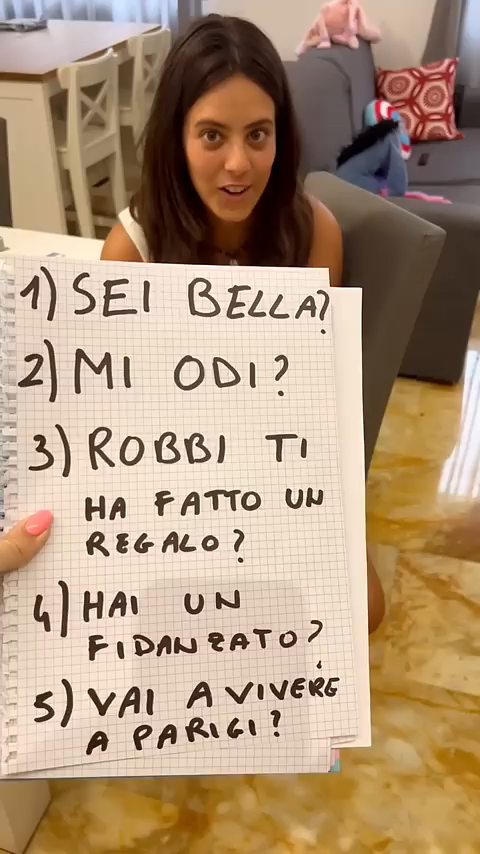 1) SEI BELLA?
2) MI ODI?
3) ROBBI TI
HA FATTO UN
REGALO?
4) HAI UN
FIDANZATO?
5) VAI A VIVERE
A PARIGI?